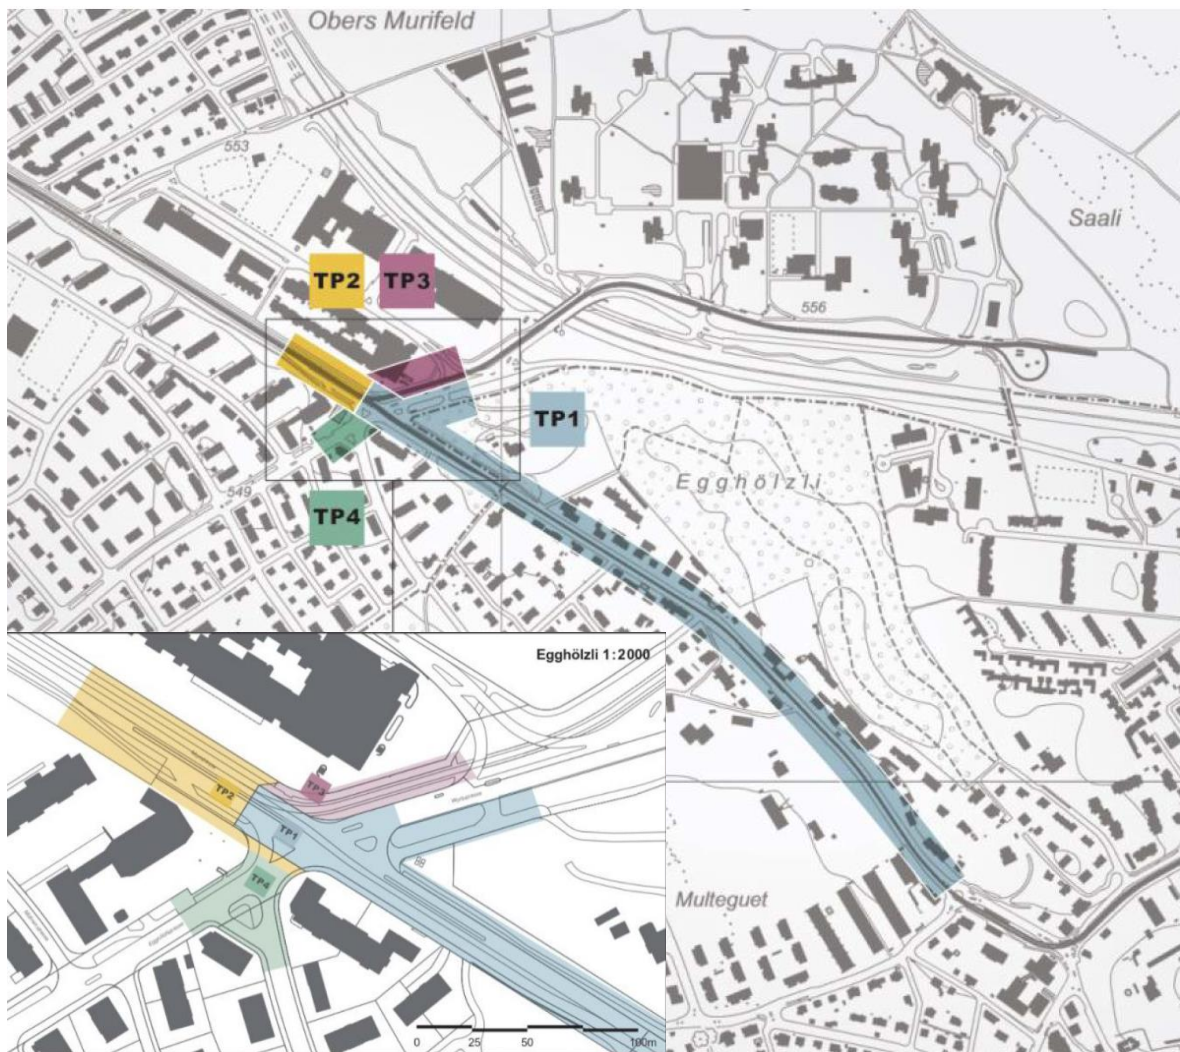 Obers Murifeld
553
Saali
TP2
TP3
556
TP1
Egghölzli
549
TP4
Egghölzli 1:2000
TP2
TP3
TP1
TP4
Multeguet
0 25 50 100m